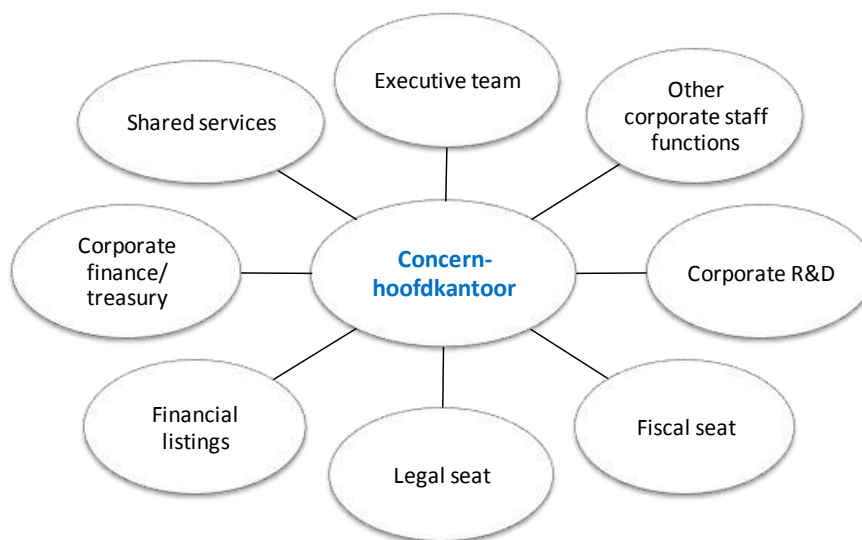 Executive team
Other
corporate staff
functions
Shared services
Corporate
finance/
treasury
Concern-
hoofdkantoor
Corporate R&D
Financial
listings
Legal seat
Fiscal seat